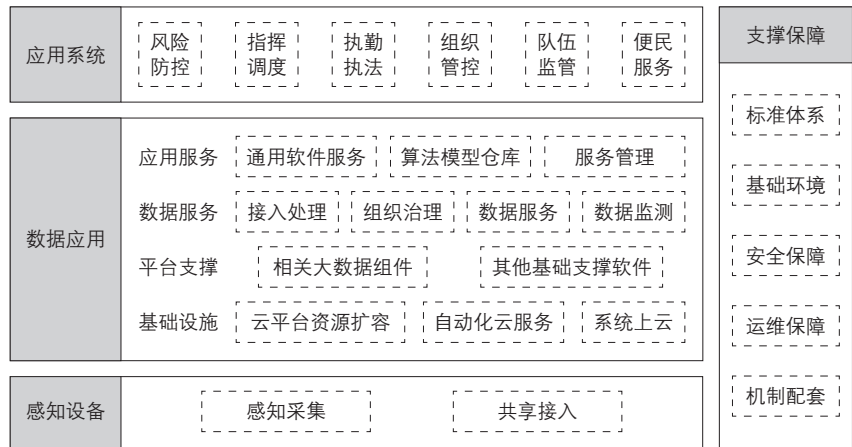 应用系统
风险
防控
指挥
调度
执勤
执法
组织
管控
队伍
监管
便民
服务
数据应用
应用服务 通用软件服务 算法模型仓库 服务管理
数据服务 接入处理 组织治理 数据服务 数据监测
平台支撑 相关大数据组件 其他基础支撑软件
基础设施 云平台资源扩容 自动化云服务 系统上云
感知设备
感知采集 共享接入
支撑保障
标准体系
基础环境
安全保障
运维保障
机制配套